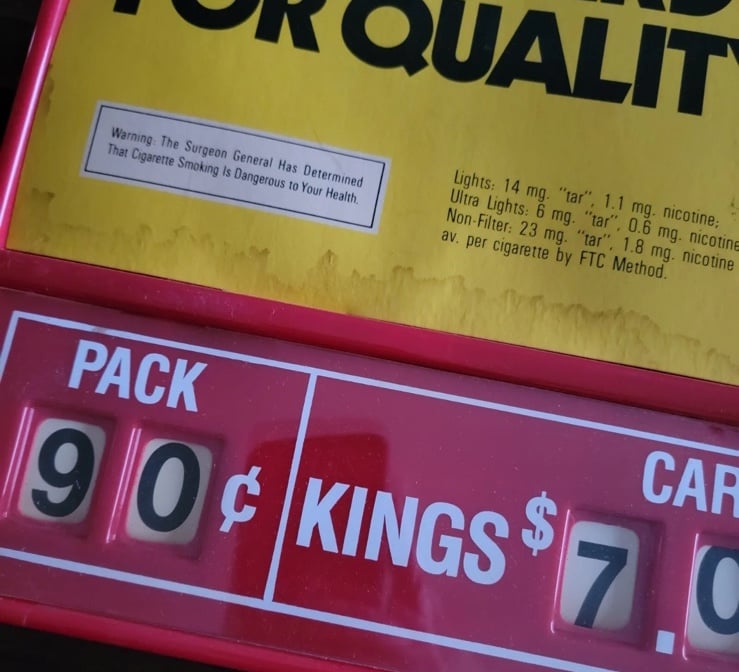 FOR QUALITY
Warning: The Surgeon General Has Determined
That Cigarette Smoking Is Dangerous to Your Health.
Lights: 14 mg. "tar", 1.1 mg. nicotine;
Ultra Lights: 6 mg. "tar", 0.6 mg. nicotine
Non-Filter: 23 mg. "tar", 1.8 mg. nicotine
av. per cigarette by FTC Method.
PACK
90¢
CAR
KINGS $7.0